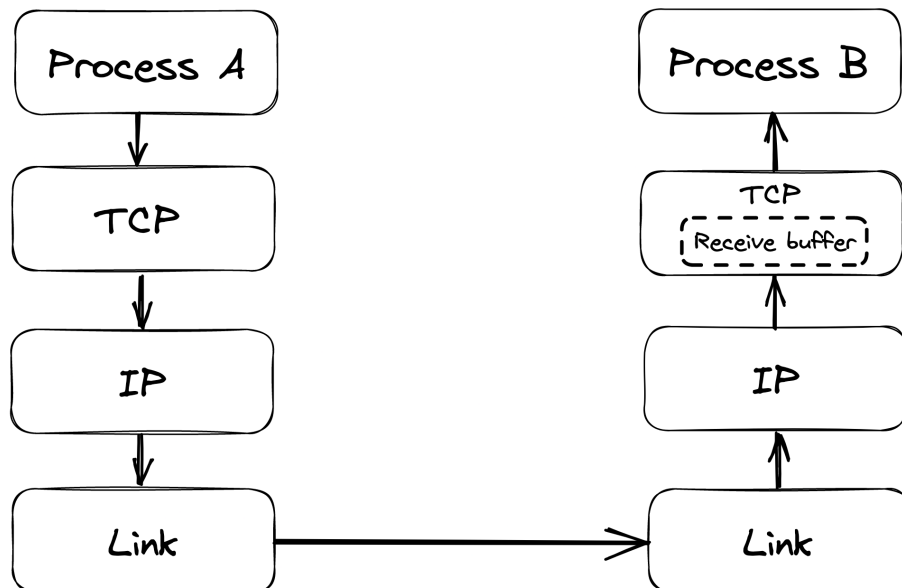 Process A
Process B
TCP
TCP
Receive buffer
IP
IP
Link
Link